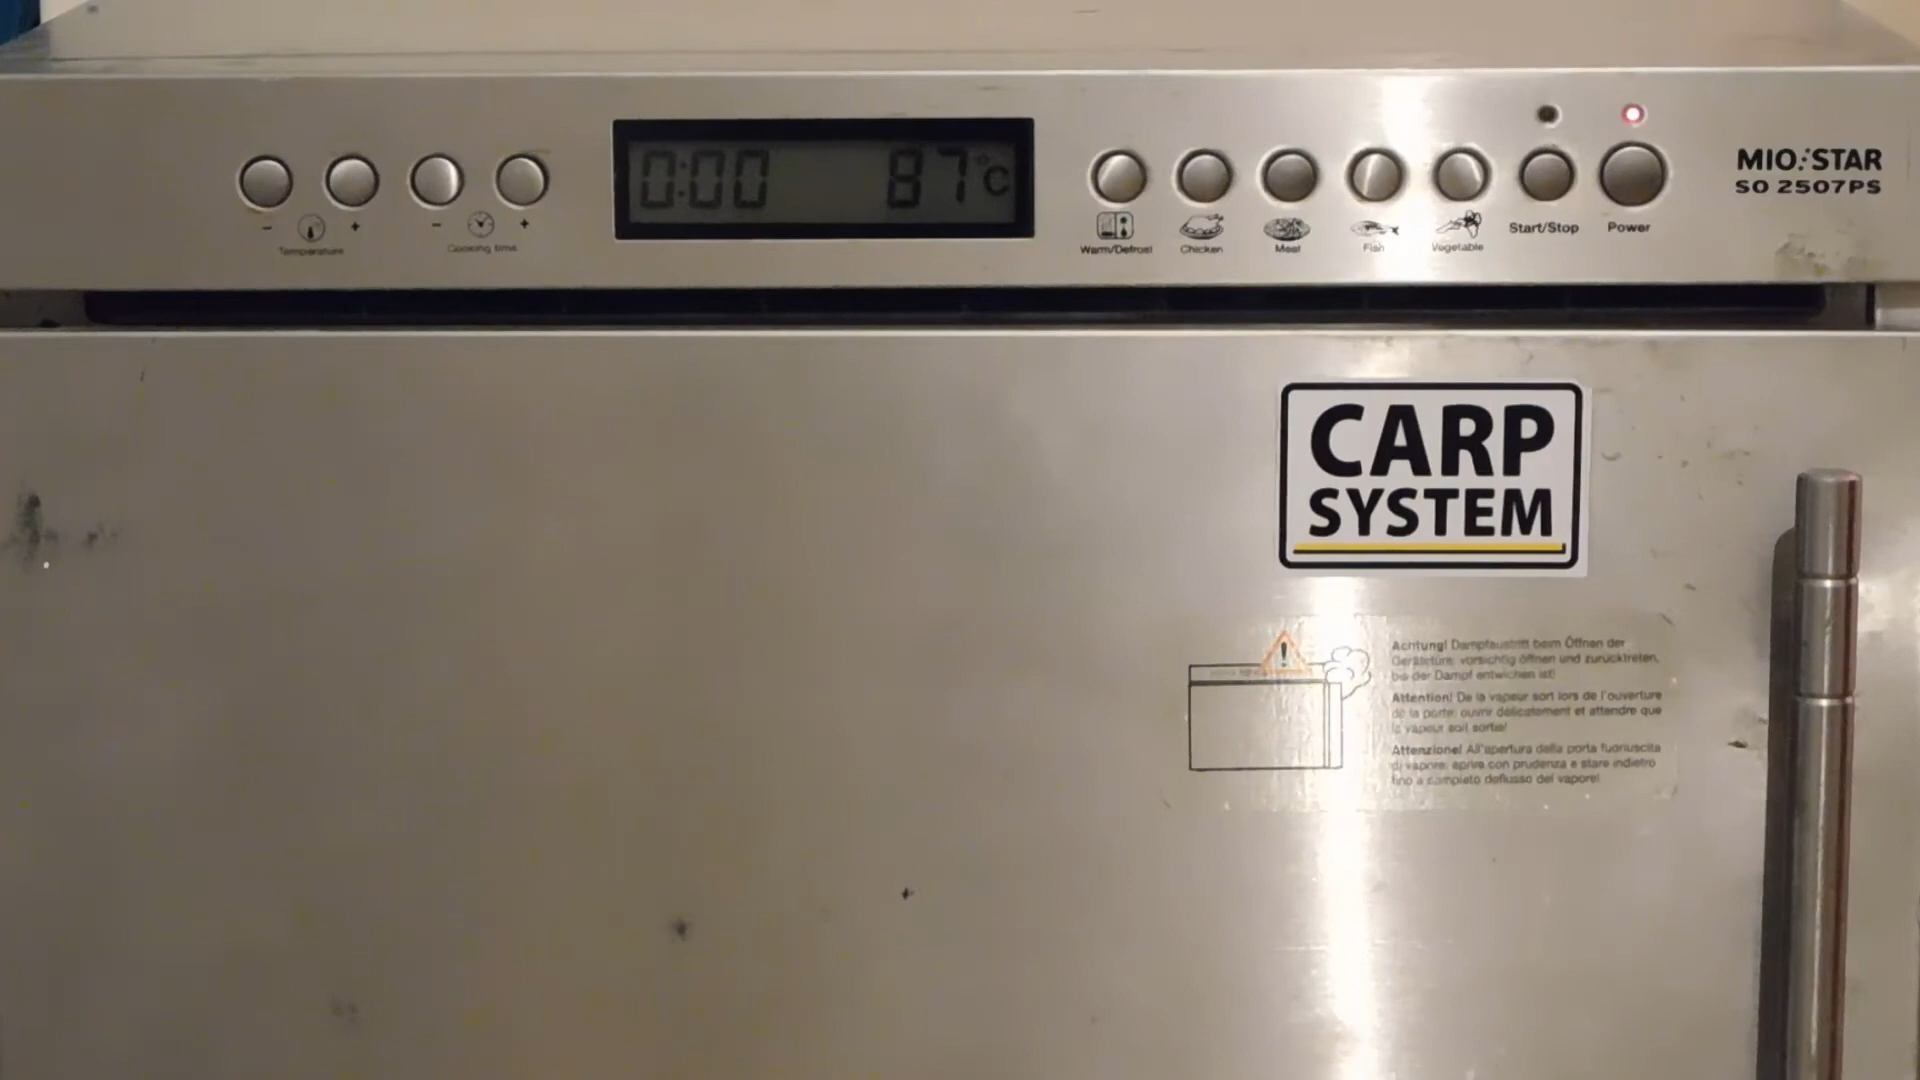 0:00 87°C
MIO:STAR
SO 2507PS
- + - +
Temperature Cooking time
Warm/Defrost Chicken Meat Fish Vegetable Start/Stop Power
CARP
SYSTEM
Achtung! Dampfaustritt beim Öffnen der
Gerätetüre: vorsichtig öffnen und zurücktreten,
bis der Dampf entwichen ist!
Attention! De la vapeur sort lors de l'ouverture
de la porte: ouvrir délicatement et attendre que
la vapeur soit sortie!
Attenzione! All'apertura della porta fuoriuscita
di vapore: aprire con prudenza e stare indietro
fino a completo deflusso del vapore!